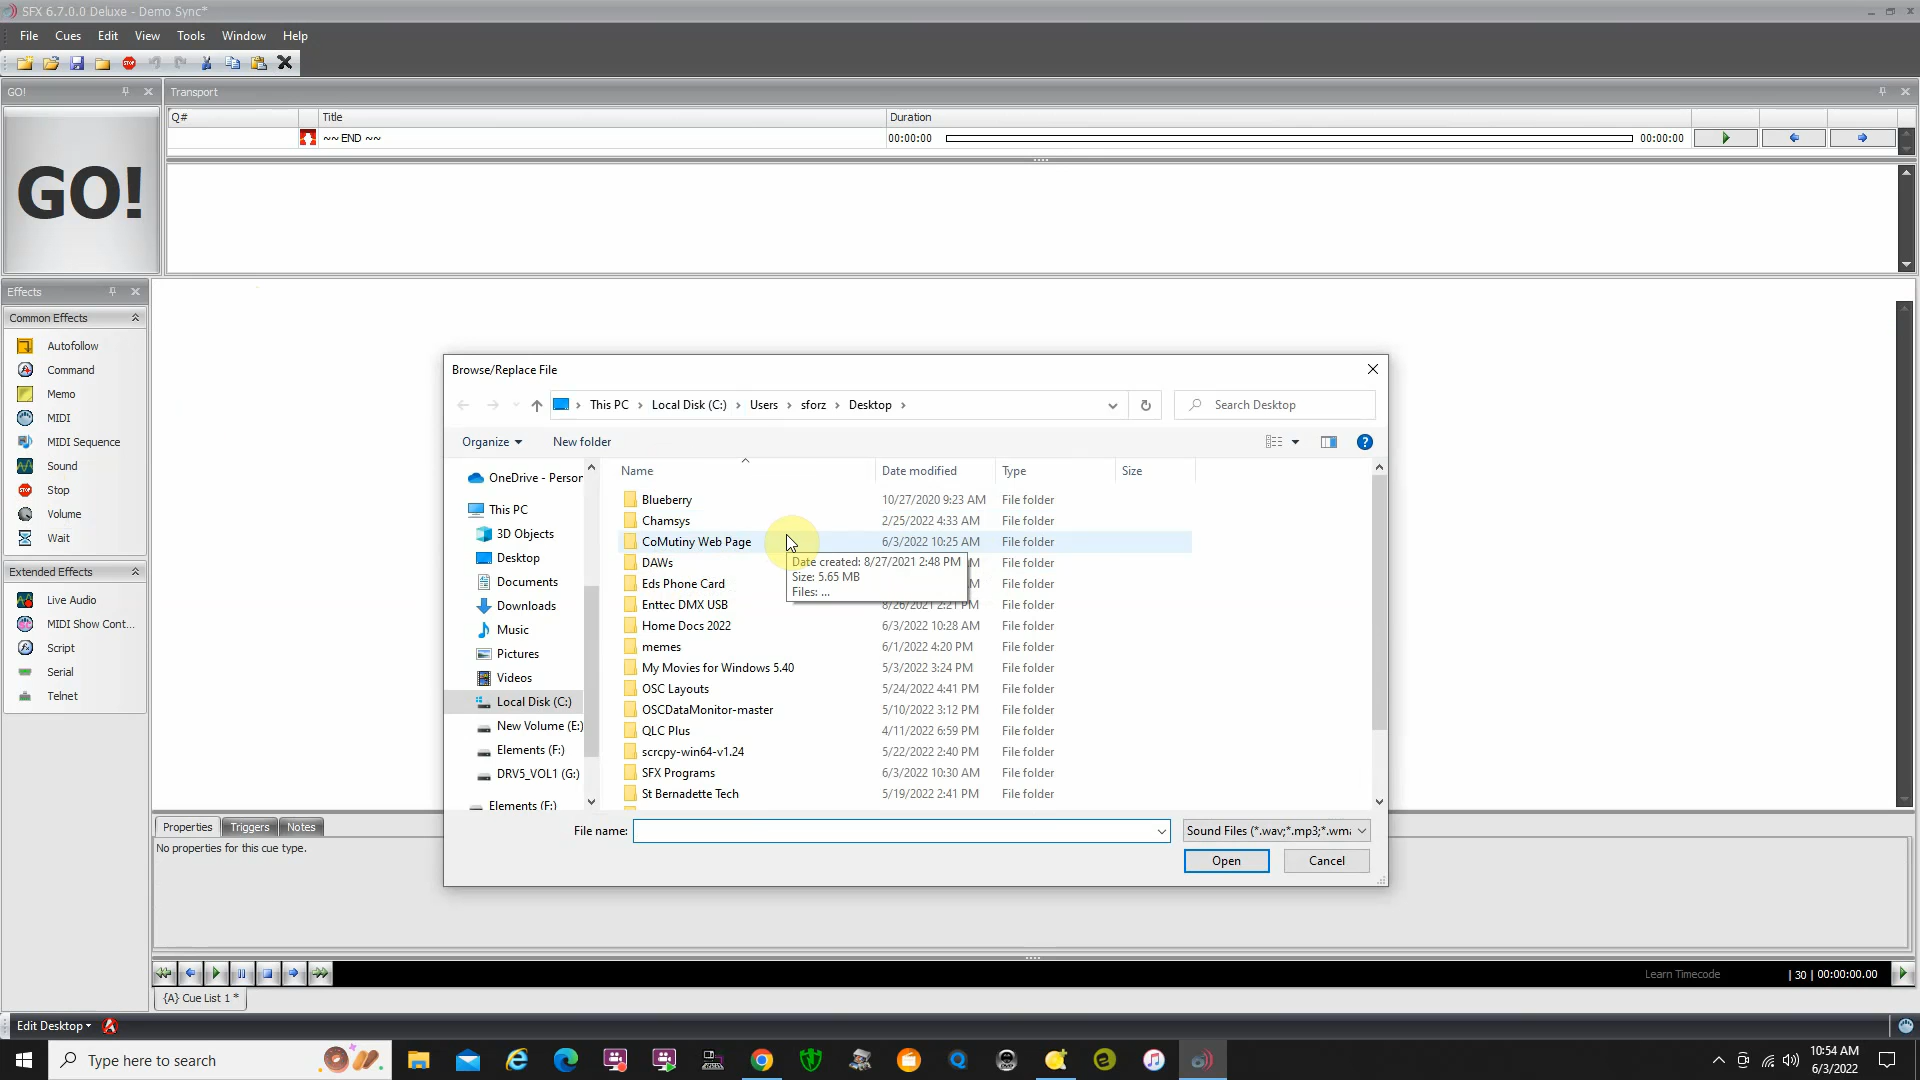 SFX 6.7.0.0 Deluxe - Demo Sync*
File Cues Edit View Tools Window Help
GO!
Transport
Q# Title Duration
~~ END ~~ 00:00:00 00:00:00
GO!
Effects
Common Effects
Autofollow
Command
Memo
MIDI
MIDI Sequence
Sound
Stop
Volume
Wait
Extended Effects
Live Audio
MIDI Show Cont...
Script
Serial
Telnet
Browse/Replace File
This PC › Local Disk (C:) › Users › sforz › Desktop ›
Search Desktop
Organize New folder
OneDrive - Person
This PC
3D Objects
Desktop
Documents
Downloads
Music
Pictures
Videos
Local Disk (C:)
New Volume (E:)
Elements (F:)
DRV5_VOL1 (G:)
Elements (F:)
Name Date modified Type Size
Blueberry 10/27/2020 9:23 AM File folder
Chamsys 2/25/2022 4:33 AM File folder
CoMutiny Web Page 6/3/2022 10:25 AM File folder
DAWs File folder
Eds Phone Card File folder
Enttec DMX USB 8/26/2021 2:21 PM File folder
Home Docs 2022 6/3/2022 10:28 AM File folder
memes 6/1/2022 4:20 PM File folder
My Movies for Windows 5.40 5/3/2022 3:24 PM File folder
OSC Layouts 5/24/2022 4:41 PM File folder
OSCDataMonitor-master 5/10/2022 3:12 PM File folder
QLC Plus 4/11/2022 6:59 PM File folder
scrcpy-win64-v1.24 5/22/2022 2:40 PM File folder
SFX Programs 6/3/2022 10:30 AM File folder
St Bernadette Tech 5/19/2022 2:41 PM File folder
Date created: 8/27/2021 2:48 PM
Size: 5.65 MB
Files: ...
File name: Sound Files (*.wav;*.mp3;*.wma
Open Cancel
Properties Triggers Notes
No properties for this cue type.
Learn Timecode | 30 | 00:00:00.00
{A} Cue List 1 *
Edit Desktop
Type here to search
10:54 AM
6/3/2022